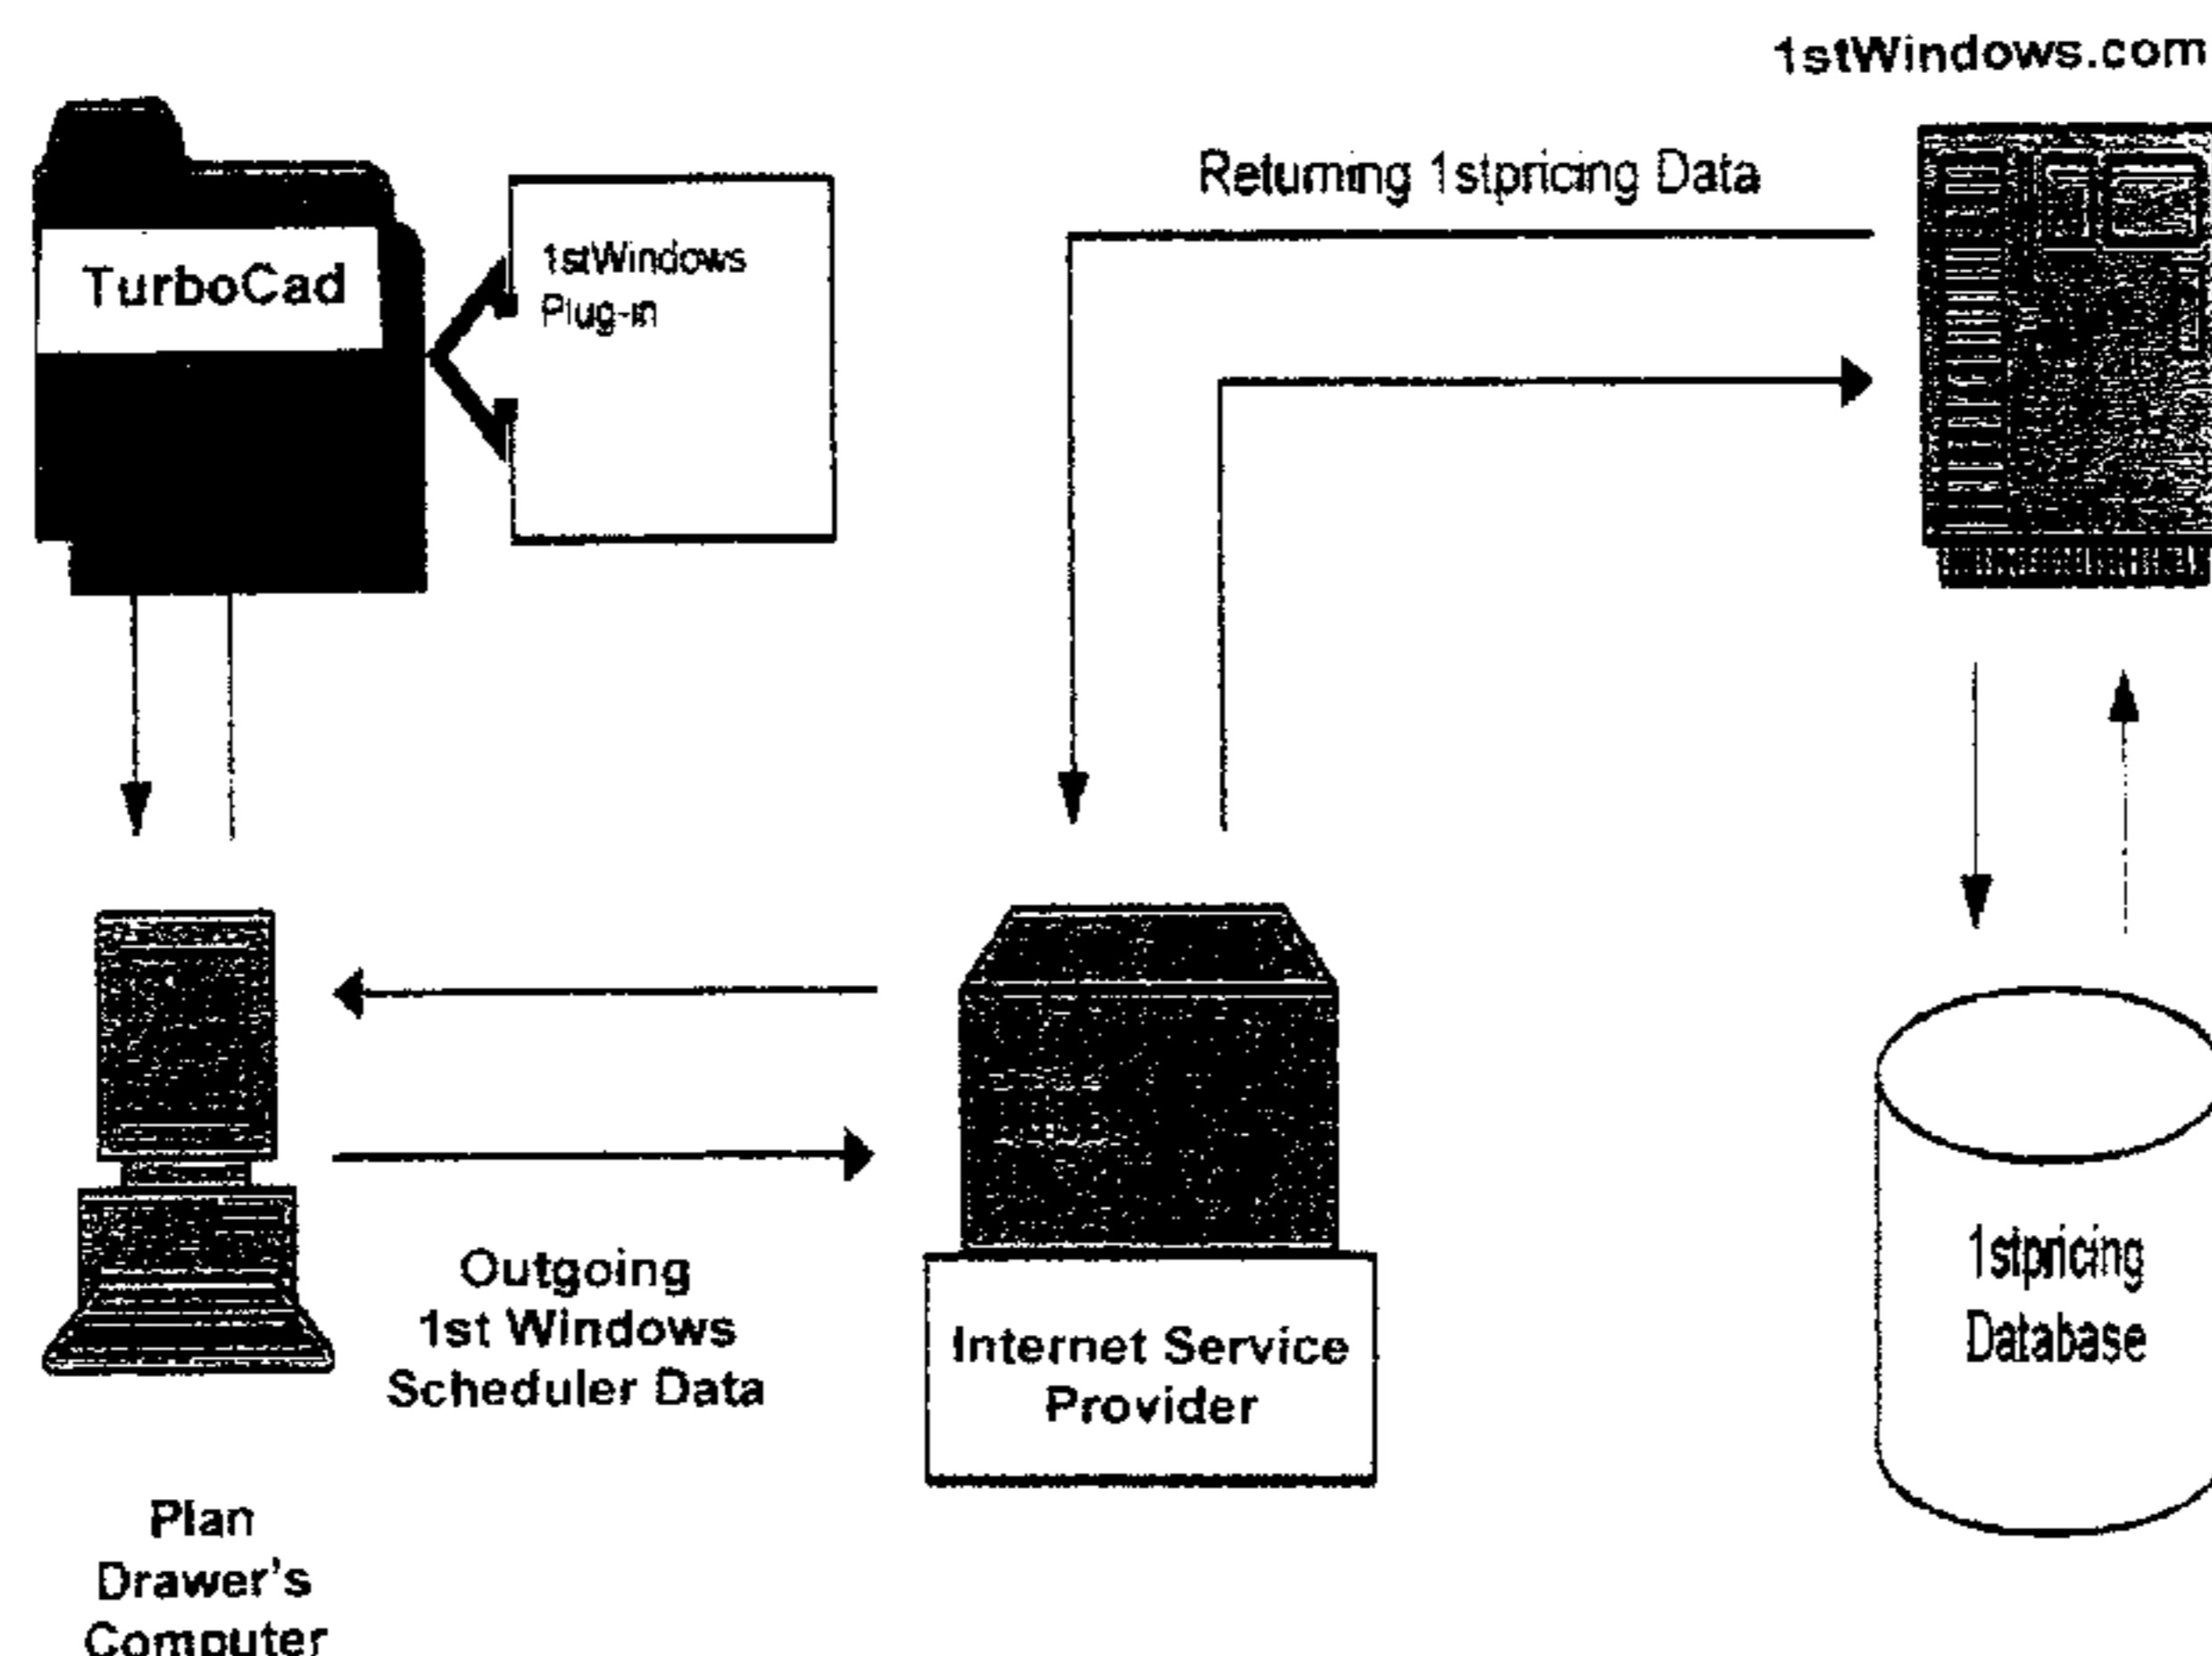 1stWindows.com
Returning 1stpricing Data
TurboCad
1stWindows
Plug-in
Outgoing
1st Windows
Scheduler Data
Internet Service
Provider
1stpricing
Database
Plan
Drawer's
Computer